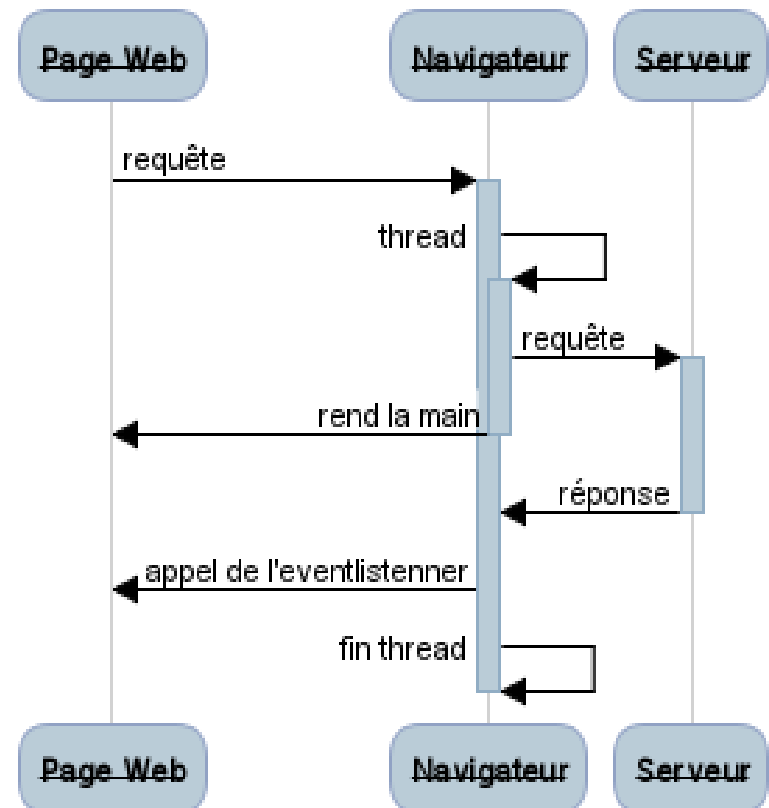 Page Web
Navigateur
Serveur
requête
thread
requête
rend la main
réponse
appel de l'eventlistenner
fin thread
Page Web
Navigateur
Serveur